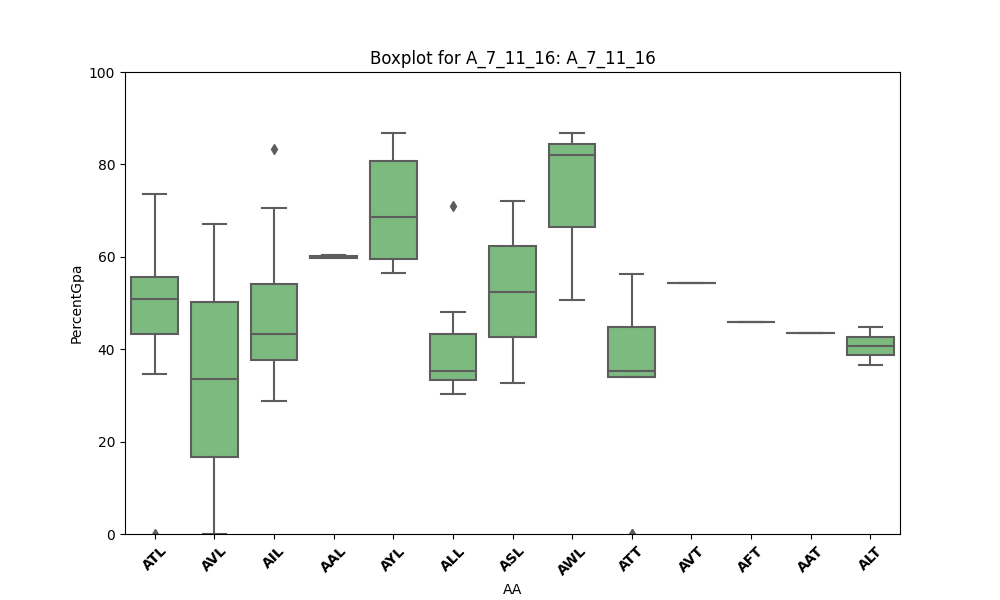 Boxplot for A_7_11_16: A_7_11_16
PercentGpa
100
80
60
40
20
0
ATL AVL AIL AAL AYL ALL ASL AWL ATT AVT AFT AAT ALT
AA